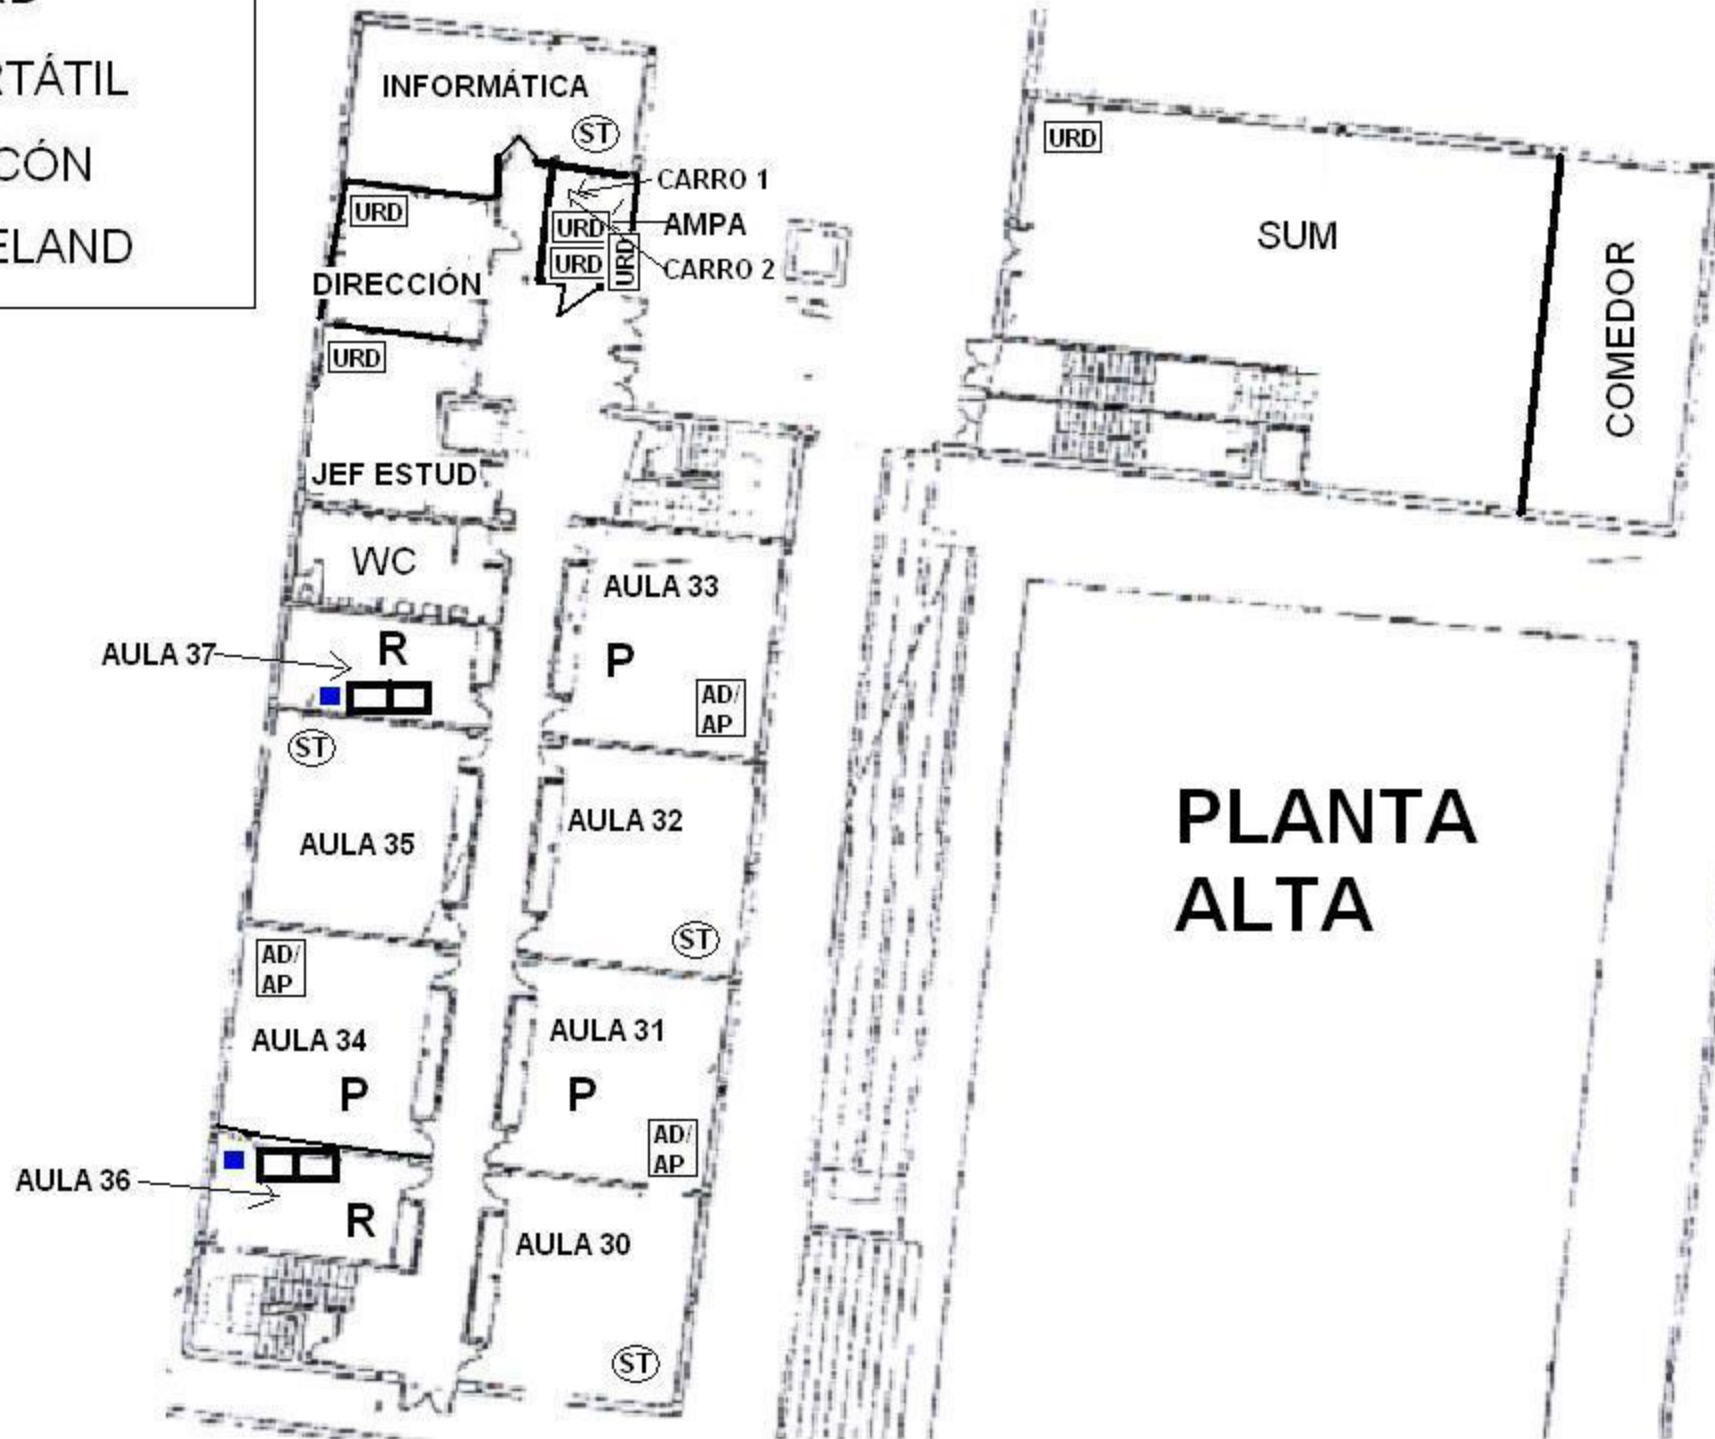 RTÁTIL
CÓN
ELAND
INFORMÁTICA
ST
URD
CARRO 1
URD
URD
AMPA
URD
URD
CARRO 2
SUM
COMEDOR
DIRECCIÓN
URD
JEF ESTUD
WC
AULA 33
AULA 37
R
P
AD/
AP
ST
AULA 35
AULA 32
ST
PLANTA
ALTA
AD/
AP
AULA 34
P
AULA 31
P
AD/
AP
AULA 36
R
AULA 30
ST